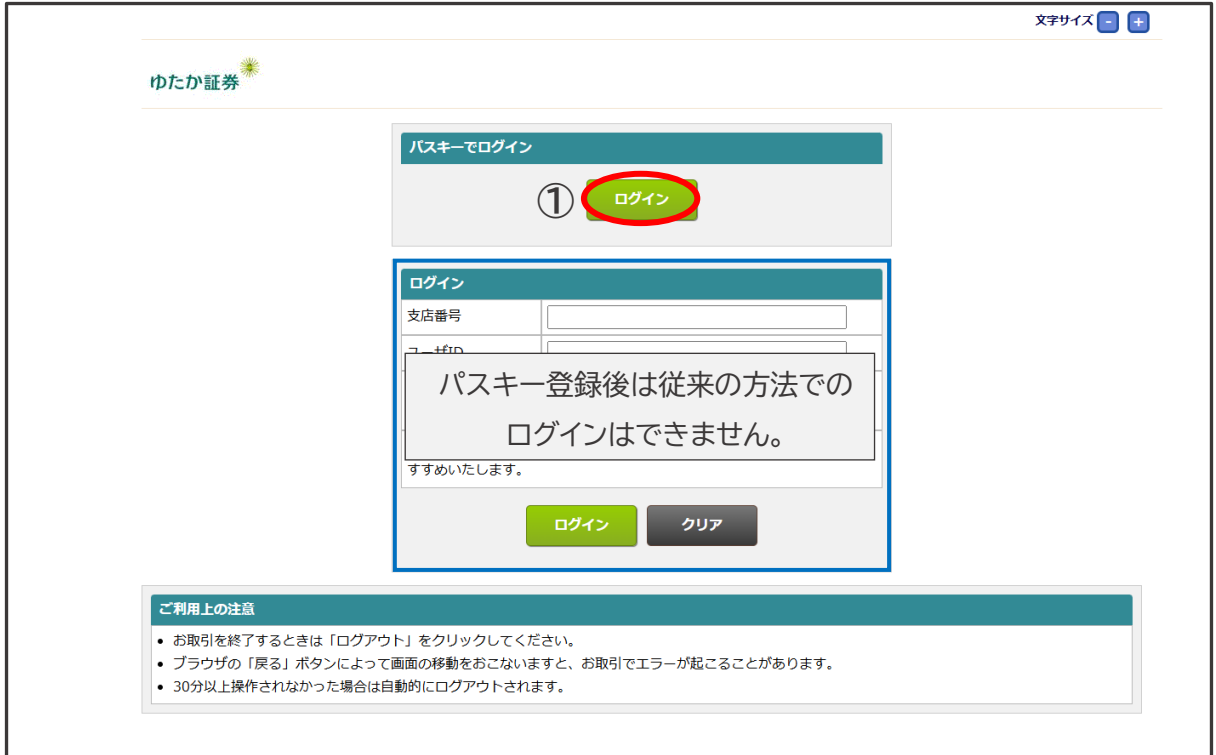 文字サイズ - +
ゆたか証券
パスキーでログイン
① ログイン
ログイン
支店番号
ユーザID
パスキー登録後は従来の方法での
ログインはできません。
すすめいたします。
ログイン クリア
ご利用上の注意
• お取引を終了するときは「ログアウト」をクリックしてください。
• ブラウザの「戻る」ボタンによって画面の移動をおこないますと、お取引でエラーが起こることがあります。
• 30分以上操作されなかった場合は自動的にログアウトされます。